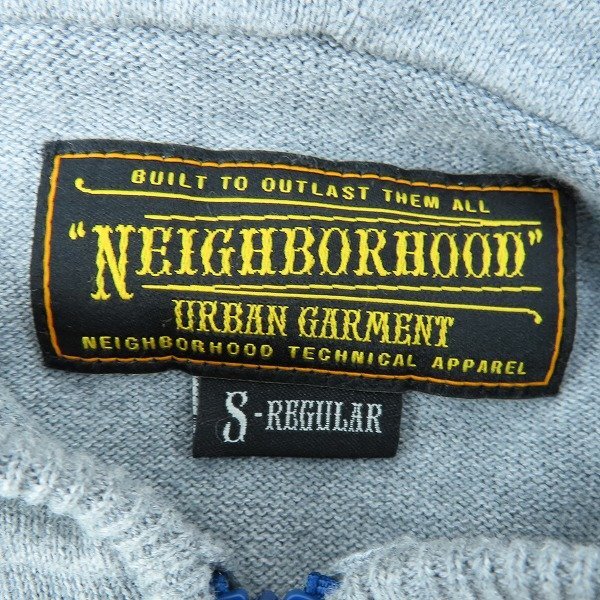 BUILT TO OUTLAST THEM ALL
"NEIGHBORHOOD"
URBAN GARMENT
NEIGHBORHOOD TECHNICAL APPAREL
S-REGULAR